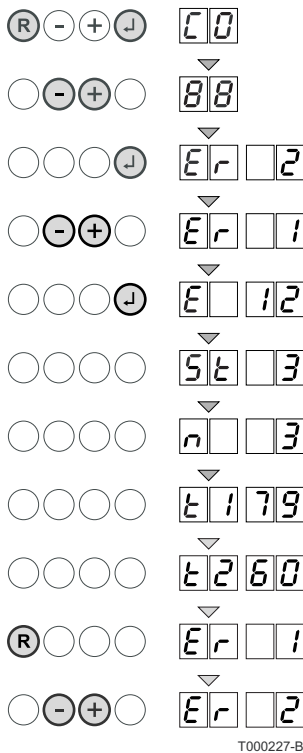 R - + ↵ C0
- + 88
↵ Er 2
- + Er 1
↵ E 12
St 3
n 3
t1 79
t2 60
R Er 1
- + Er 2
T000227-B